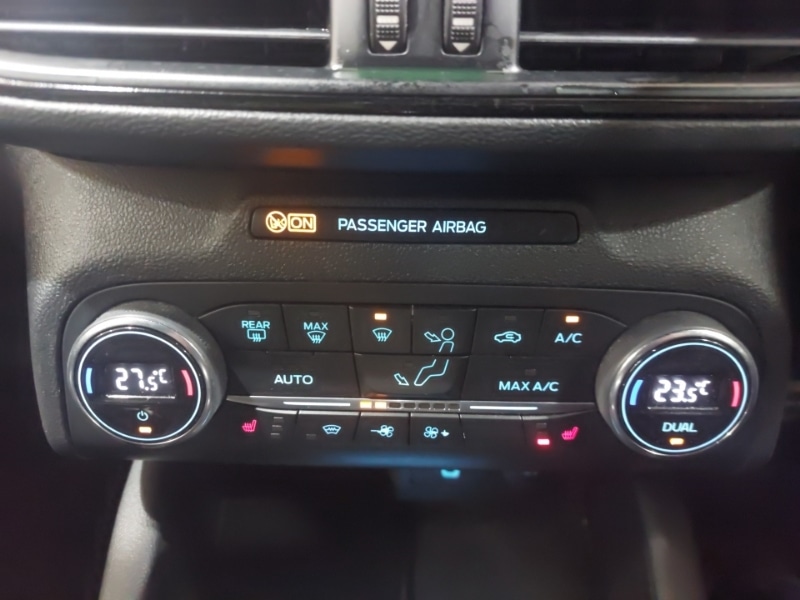 ON PASSENGER AIRBAG
REAR MAX A/C
27.5°C AUTO MAX A/C 23.5°C
DUAL